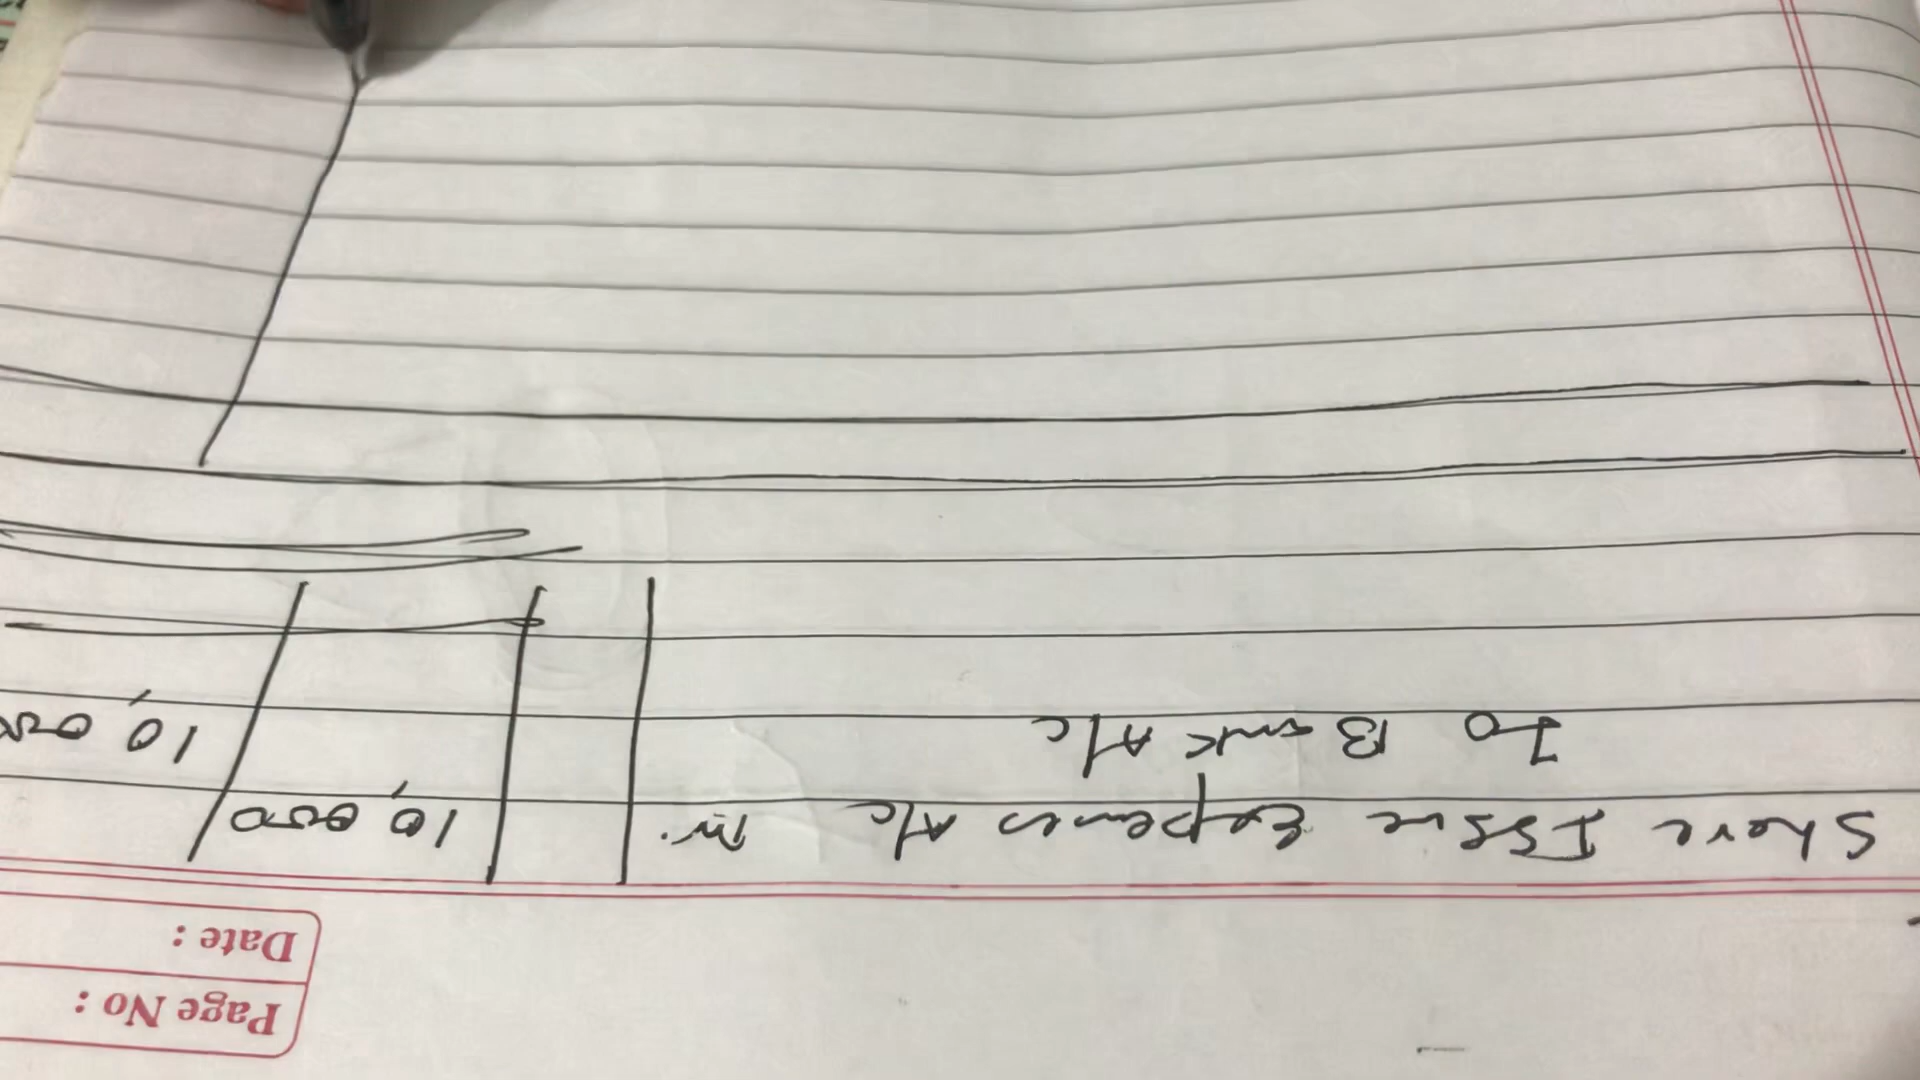 Page No :
Date :
Share Issue Expenses A/c Dr. 10,000
To Bank A/c 10,000